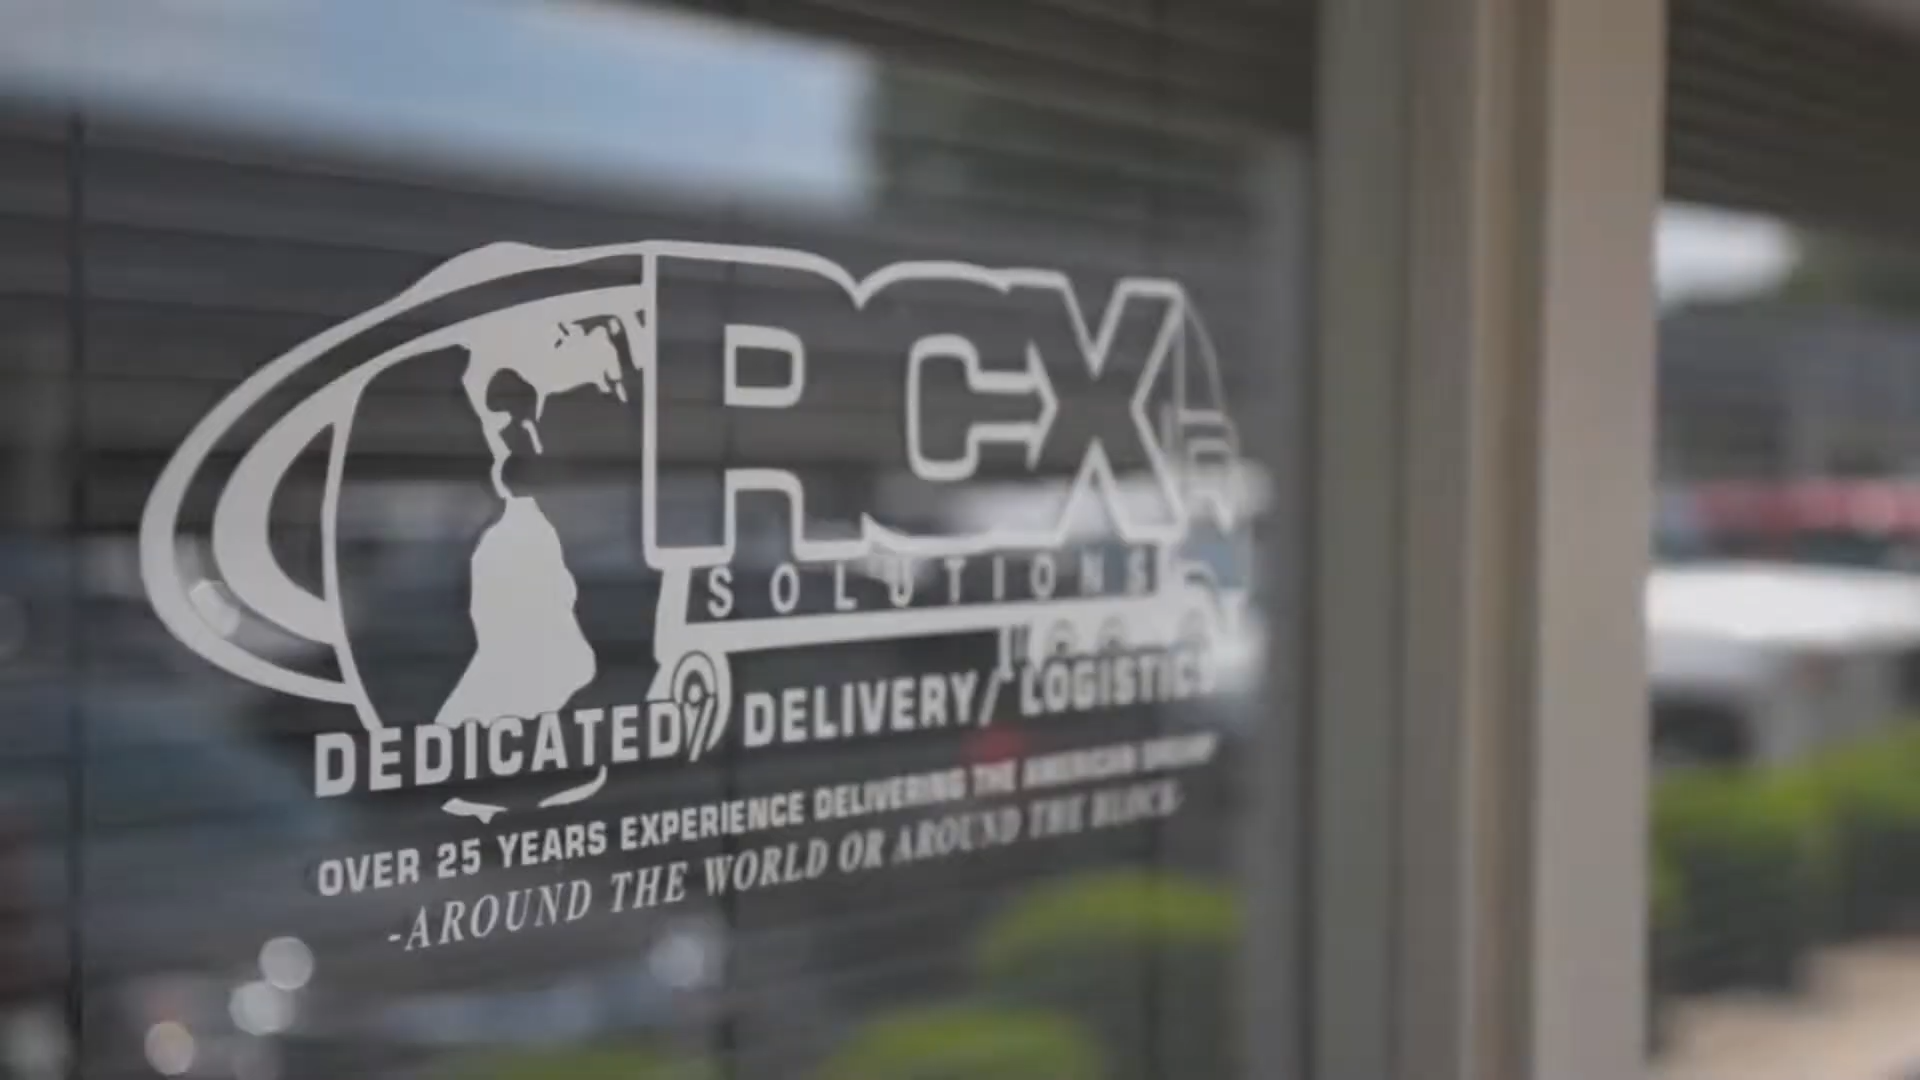 RCX
SOLUTIONS
DEDICATED DELIVERY/LOGISTICS
OVER 25 YEARS EXPERIENCE DELIVERING THE AMERICAN DREAM
-AROUND THE WORLD OR AROUND THE BLOCK-